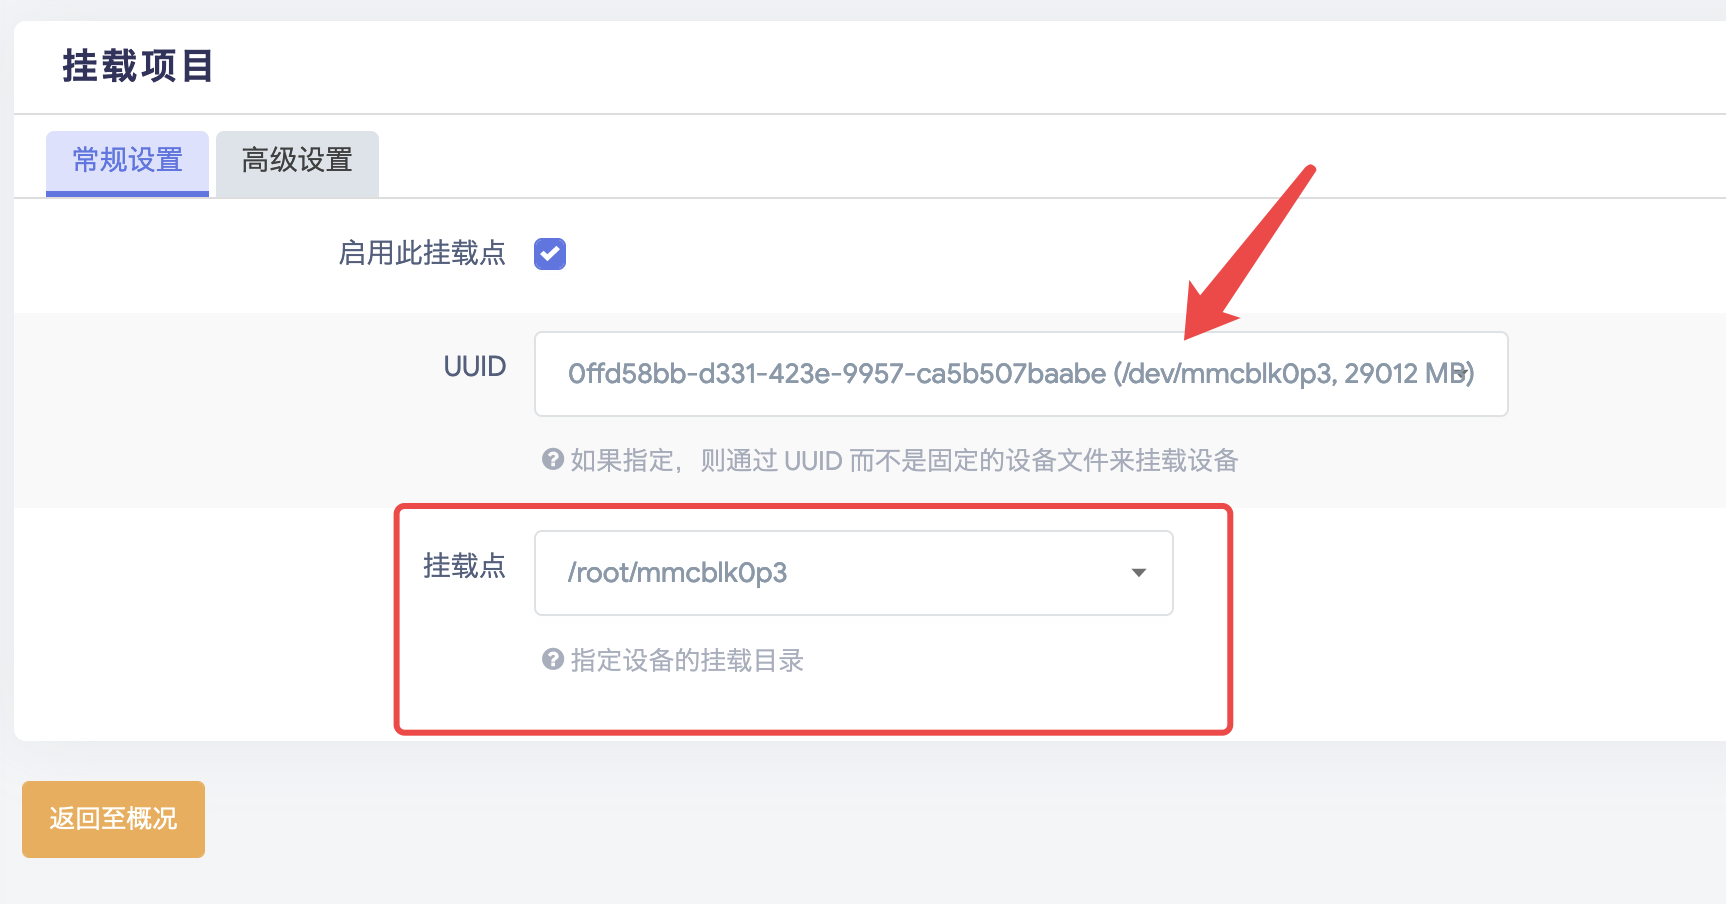 挂载项目
常规设置 高级设置
启用此挂载点
UUID 0ffd58bb-d331-423e-9957-ca5b507baabe (/dev/mmcblk0p3, 29012 MB)
如果指定，则通过 UUID 而不是固定的设备文件来挂载设备
挂载点 /root/mmcblk0p3
指定设备的挂载目录
返回至概况